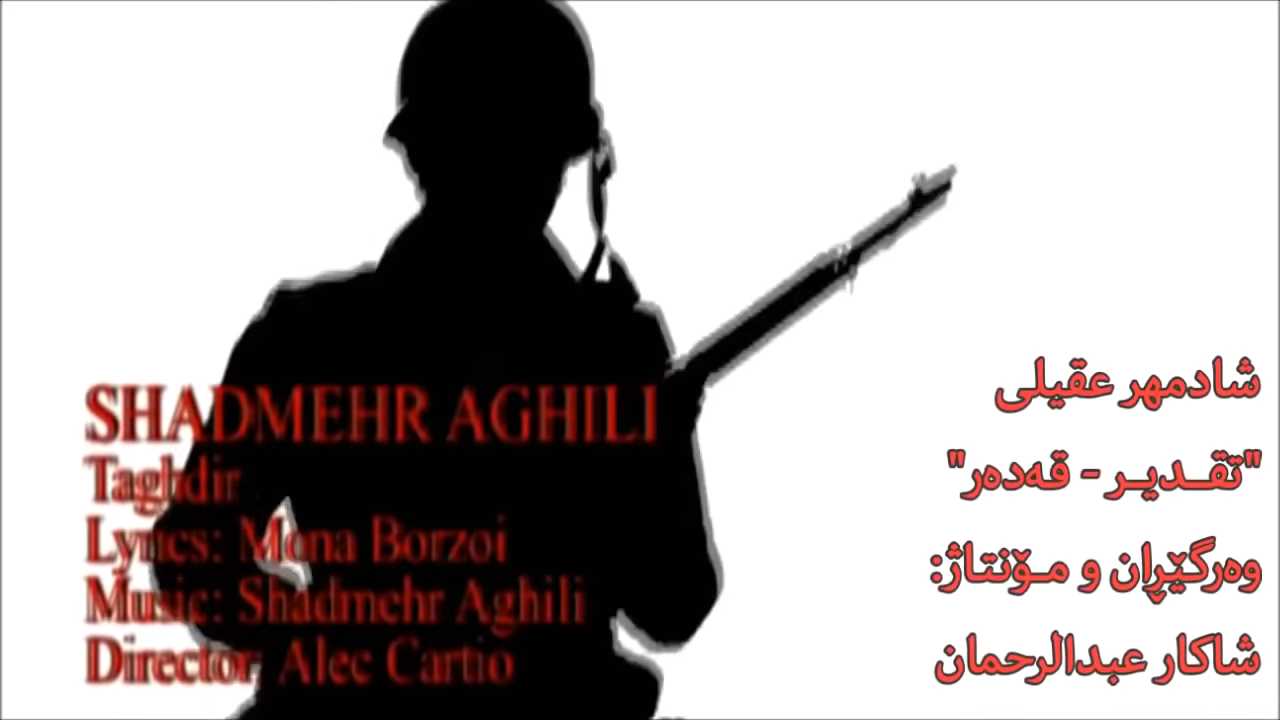 SHADMEHR AGHILI
Taghdir
Lyrics: Mona Borzoi
Music: Shadmehr Aghili
Director: Alec Cartio
شادمهر عقیلی
"تقـدیـر - قەدەر"
وەرگێڕان و مـۆنتاژ:
شاکار عبدالرحمان